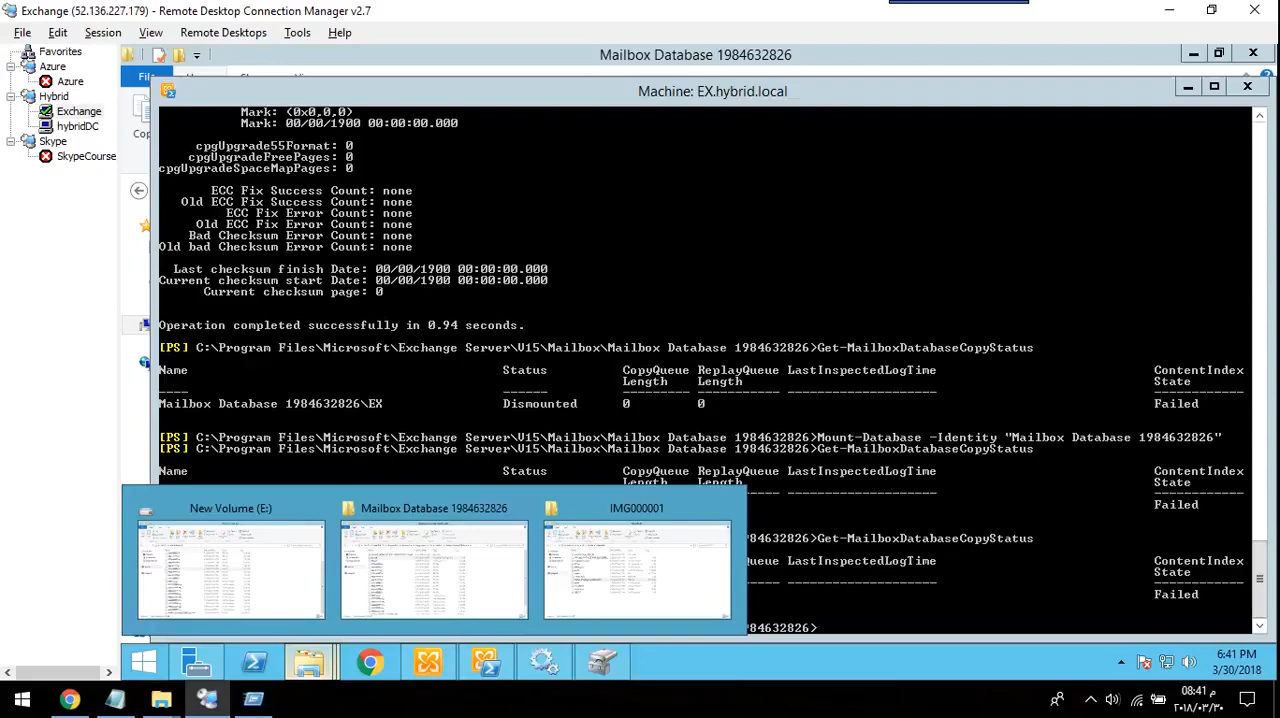 Exchange (52.136.227.179) - Remote Desktop Connection Manager v2.7
File Edit Session View Remote Desktops Tools Help
Favorites
Azure
Azure
Hybrid
Exchange
hybridDC
Skype
SkypeCourse
Mailbox Database 1984632826
File
Machine: EX.hybrid.local
Mark: (0x0,0,0)
Mark: 00/00/1900 00:00:00.000
cpgUpgrade55Format: 0
cpgUpgradeFreePages: 0
cpgUpgradeSpaceMapPages: 0
ECC Fix Success Count: none
Old ECC Fix Success Count: none
ECC Fix Error Count: none
Old ECC Fix Error Count: none
Bad Checksum Error Count: none
Old bad Checksum Error Count: none
Last checksum finish Date: 00/00/1900 00:00:00.000
Current checksum start Date: 00/00/1900 00:00:00.000
Current checksum page: 0
Operation completed successfully in 0.94 seconds.
[PS] C:\Program Files\Microsoft\Exchange Server\V15\Mailbox\Mailbox Database 1984632826>Get-MailboxDatabaseCopyStatus
Name Status CopyQueue ReplayQueue LastInspectedLogTime ContentIndex
Length Length State
---- ------ --------- ----------- -------------------- ------------
Mailbox Database 1984632826\EX Dismounted 0 0 Failed
[PS] C:\Program Files\Microsoft\Exchange Server\V15\Mailbox\Mailbox Database 1984632826>Mount-Database -Identity "Mailbox Database 1984632826"
[PS] C:\Program Files\Microsoft\Exchange Server\V15\Mailbox\Mailbox Database 1984632826>Get-MailboxDatabaseCopyStatus
Name Status CopyQueue ReplayQueue LastInspectedLogTime ContentIndex
Length Length State
Failed
984632826>Get-MailboxDatabaseCopyStatus
ueue LastInspectedLogTime ContentIndex
State
Failed
984632826>
New Volume (E:)
Mailbox Database 1984632826
IMG000001
6:41 PM
3/30/2018
08:41 م
٢٠١٨/٠٣/٣٠